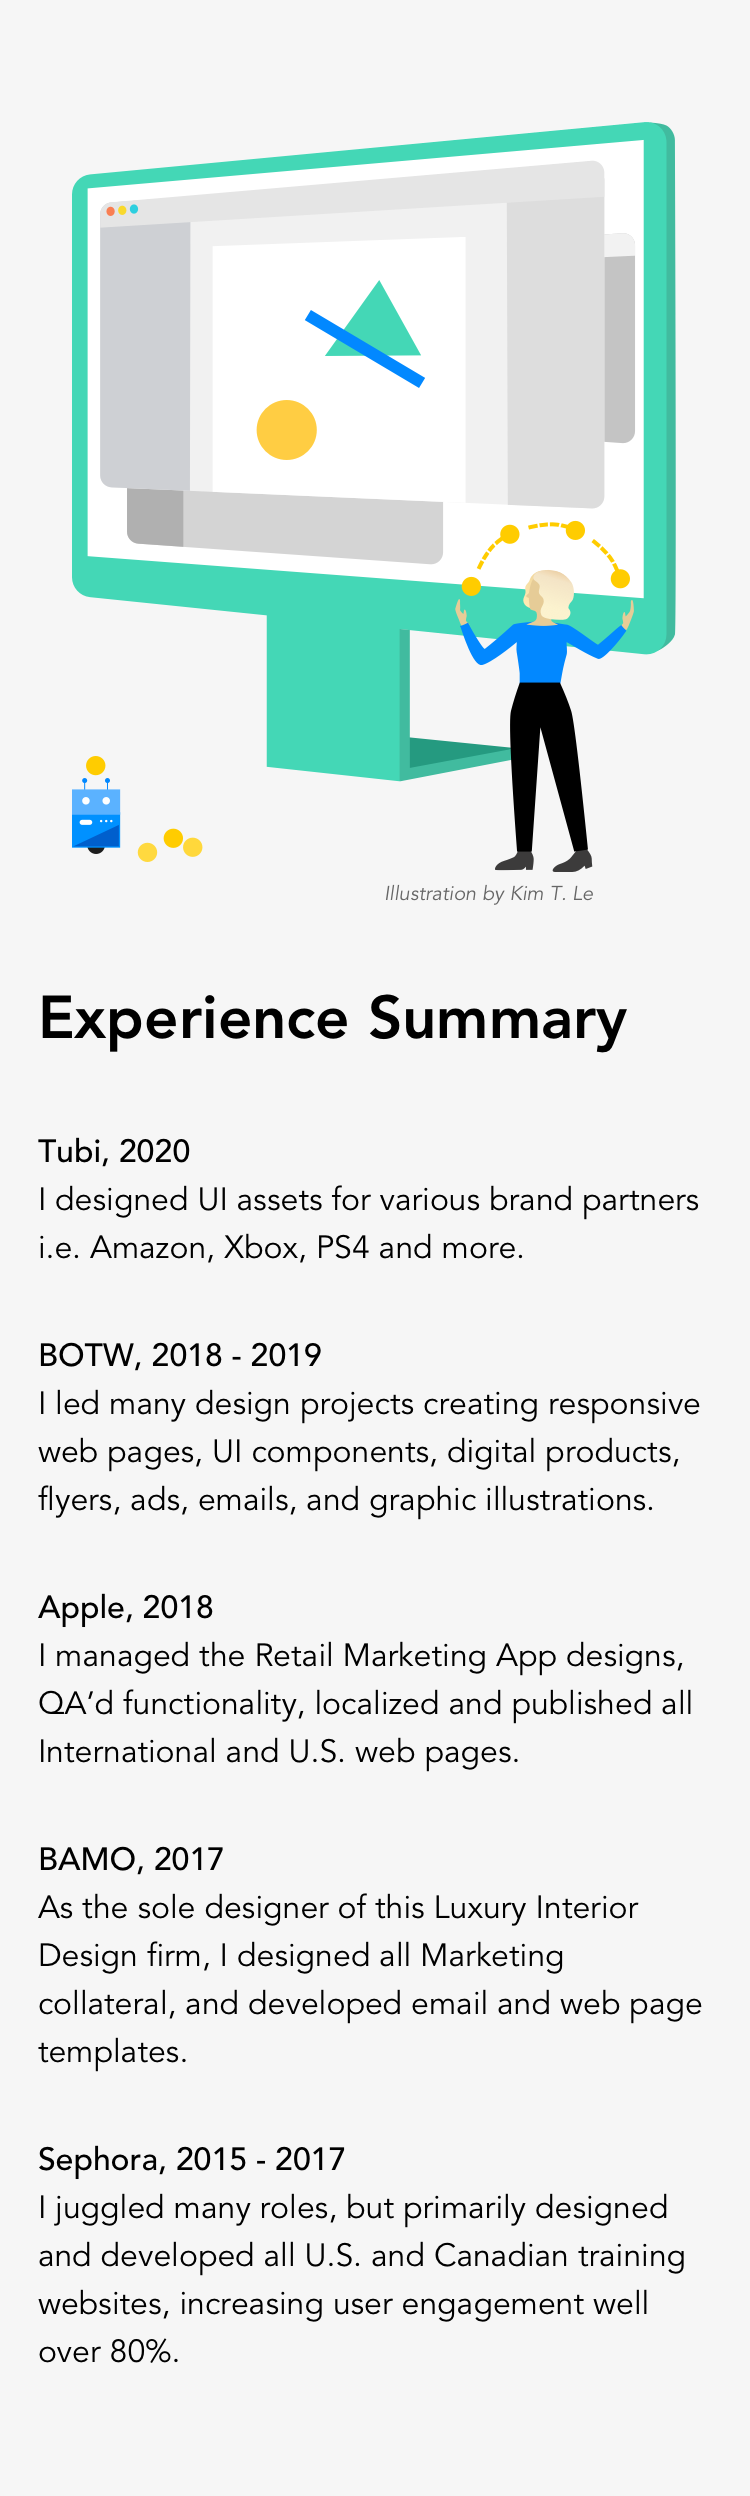 Illustration by Kim T. Le
Experience Summary
Tubi, 2020
I designed UI assets for various brand partners
i.e. Amazon, Xbox, PS4 and more.
BOTW, 2018 - 2019
I led many design projects creating responsive
web pages, UI components, digital products,
flyers, ads, emails, and graphic illustrations.
Apple, 2018
I managed the Retail Marketing App designs,
QA’d functionality, localized and published all
International and U.S. web pages.
BAMO, 2017
As the sole designer of this Luxury Interior
Design firm, I designed all Marketing
collateral, and developed email and web page
templates.
Sephora, 2015 - 2017
I juggled many roles, but primarily designed
and developed all U.S. and Canadian training
websites, increasing user engagement well
over 80%.